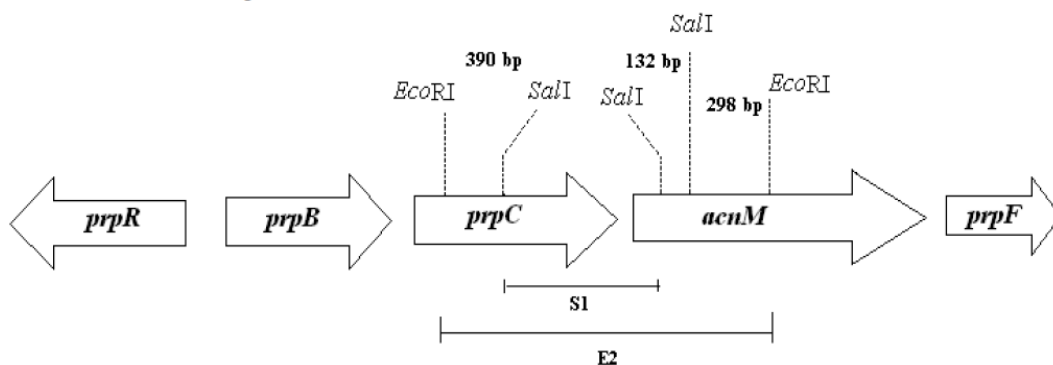 SalI
390 bp
132 bp
EcoRI
SalI
SalI
298 bp
EcoRI
prpR
prpB
prpC
acnM
prpF
S1
E2